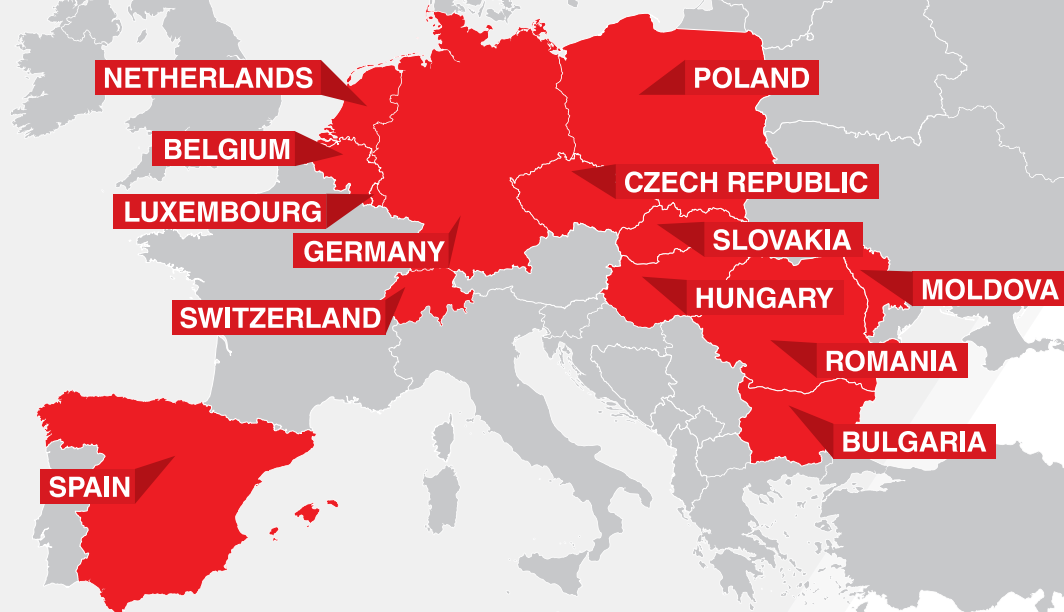 NETHERLANDS
POLAND
BELGIUM
CZECH REPUBLIC
LUXEMBOURG
SLOVAKIA
GERMANY
MOLDOVA
HUNGARY
SWITZERLAND
ROMANIA
BULGARIA
SPAIN